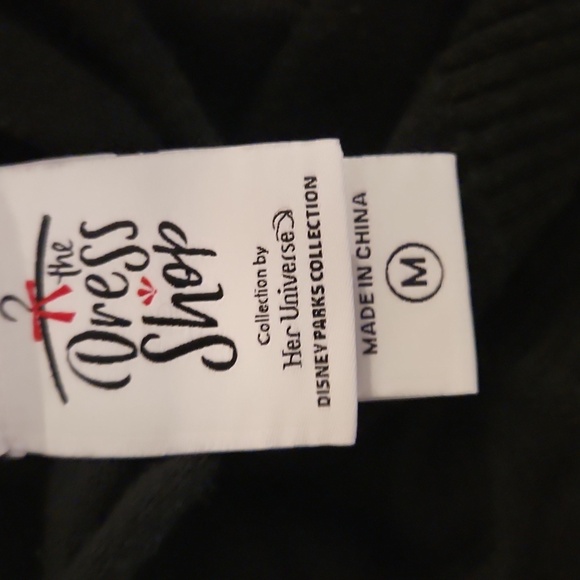 the
Dress
Shop
Collection by
Her Universe
DISNEY PARKS COLLECTION
MADE IN CHINA
M